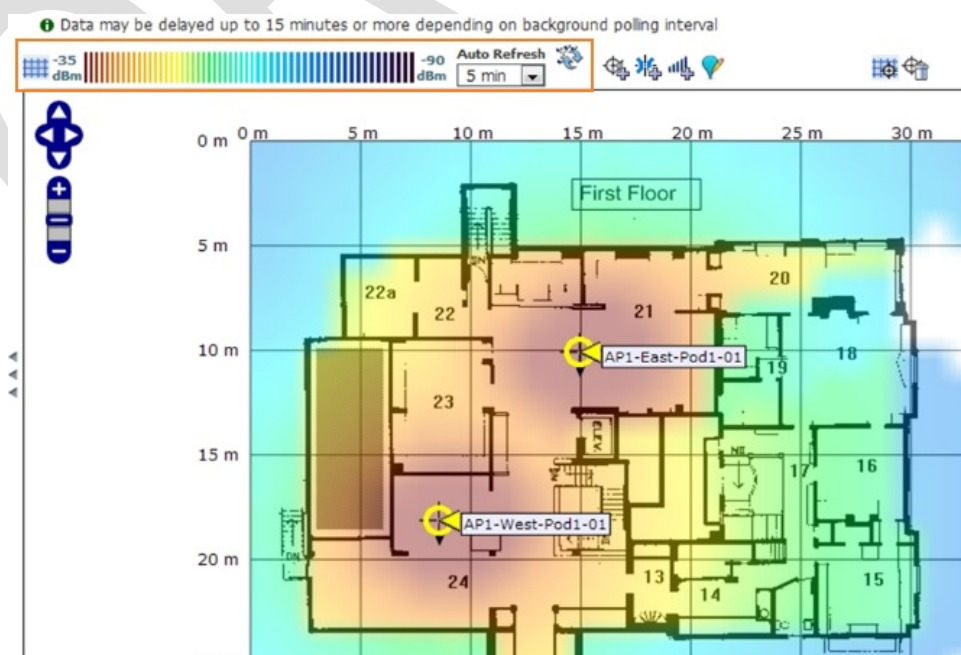 Data may be delayed up to 15 minutes or more depending on background polling interval
-35 dBm
-90 dBm
Auto Refresh
5 min
0 m 0 m 5 m 10 m 15 m 20 m 25 m 30 m
First Floor
5 m
20
22a
22
21
10 m
AP1-East-Pod1-01
18
19
23
ELEV.
15 m
DN
16
17
AP1-West-Pod1-01
DN
20 m
24
13
14
15